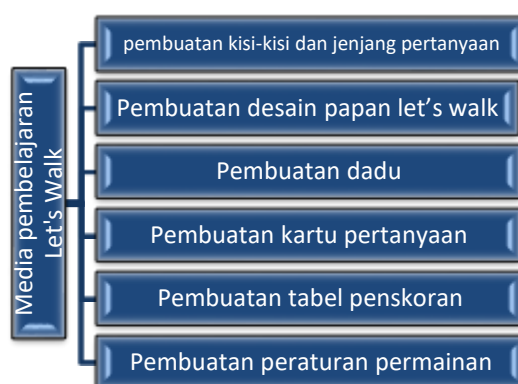 Media pembelajaran
Let's Walk
pembuatan kisi-kisi dan jenjang pertanyaan
Pembuatan desain papan let’s walk
Pembuatan dadu
Pembuatan kartu pertanyaan
Pembuatan tabel penskoran
Pembuatan peraturan permainan